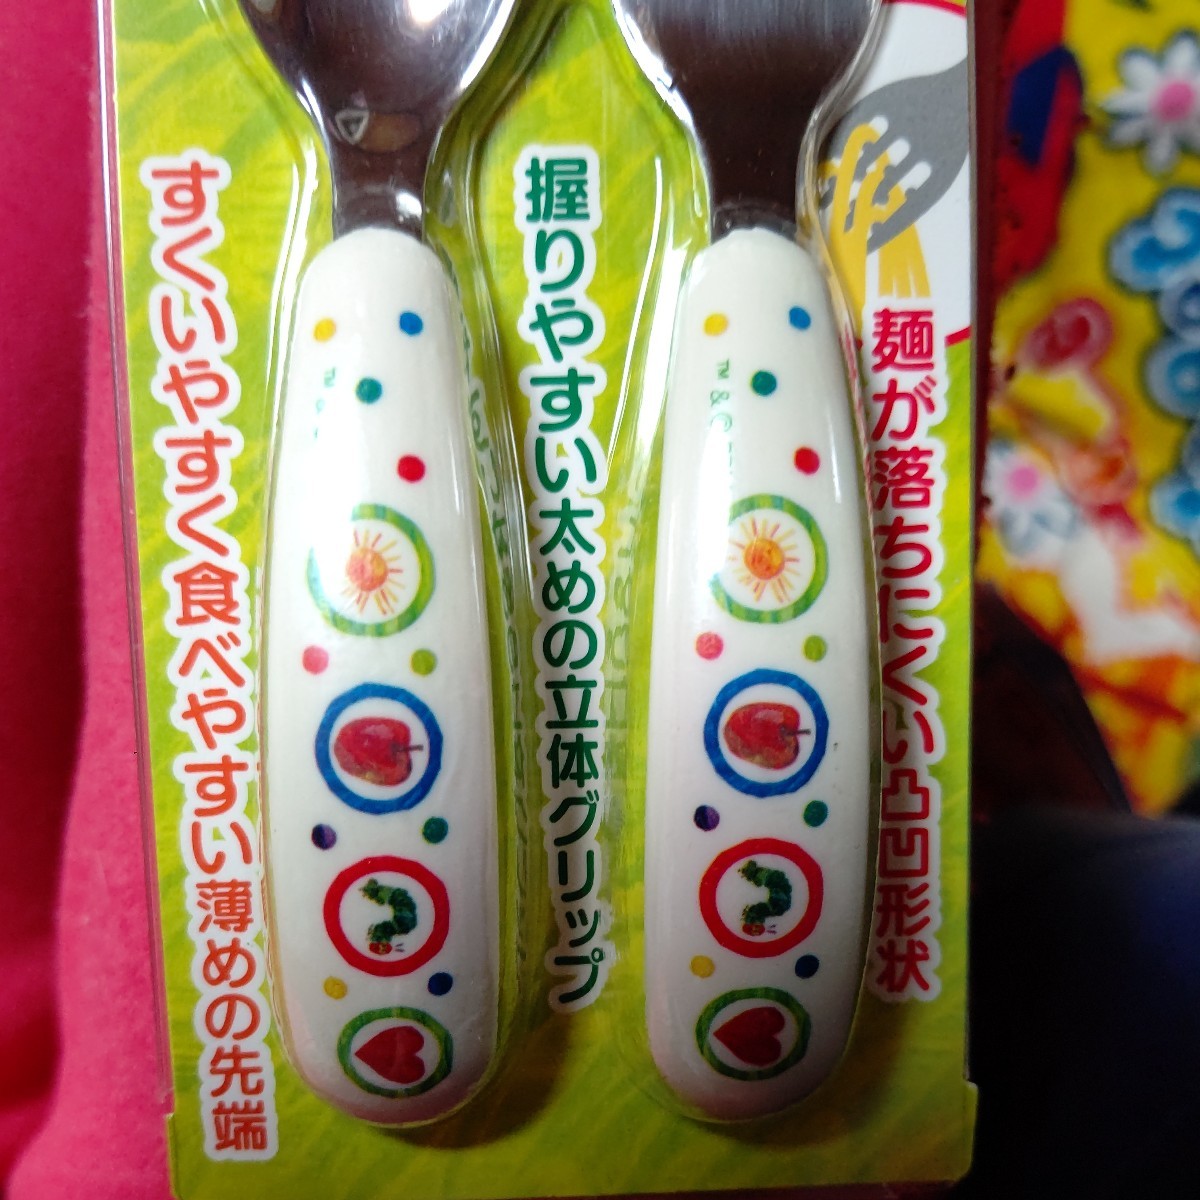 すくいやすく食べやすい薄めの先端
握りやすい太めの立体グリップ
麺が落ちにくい凸凹形状
™ &
™ & ©